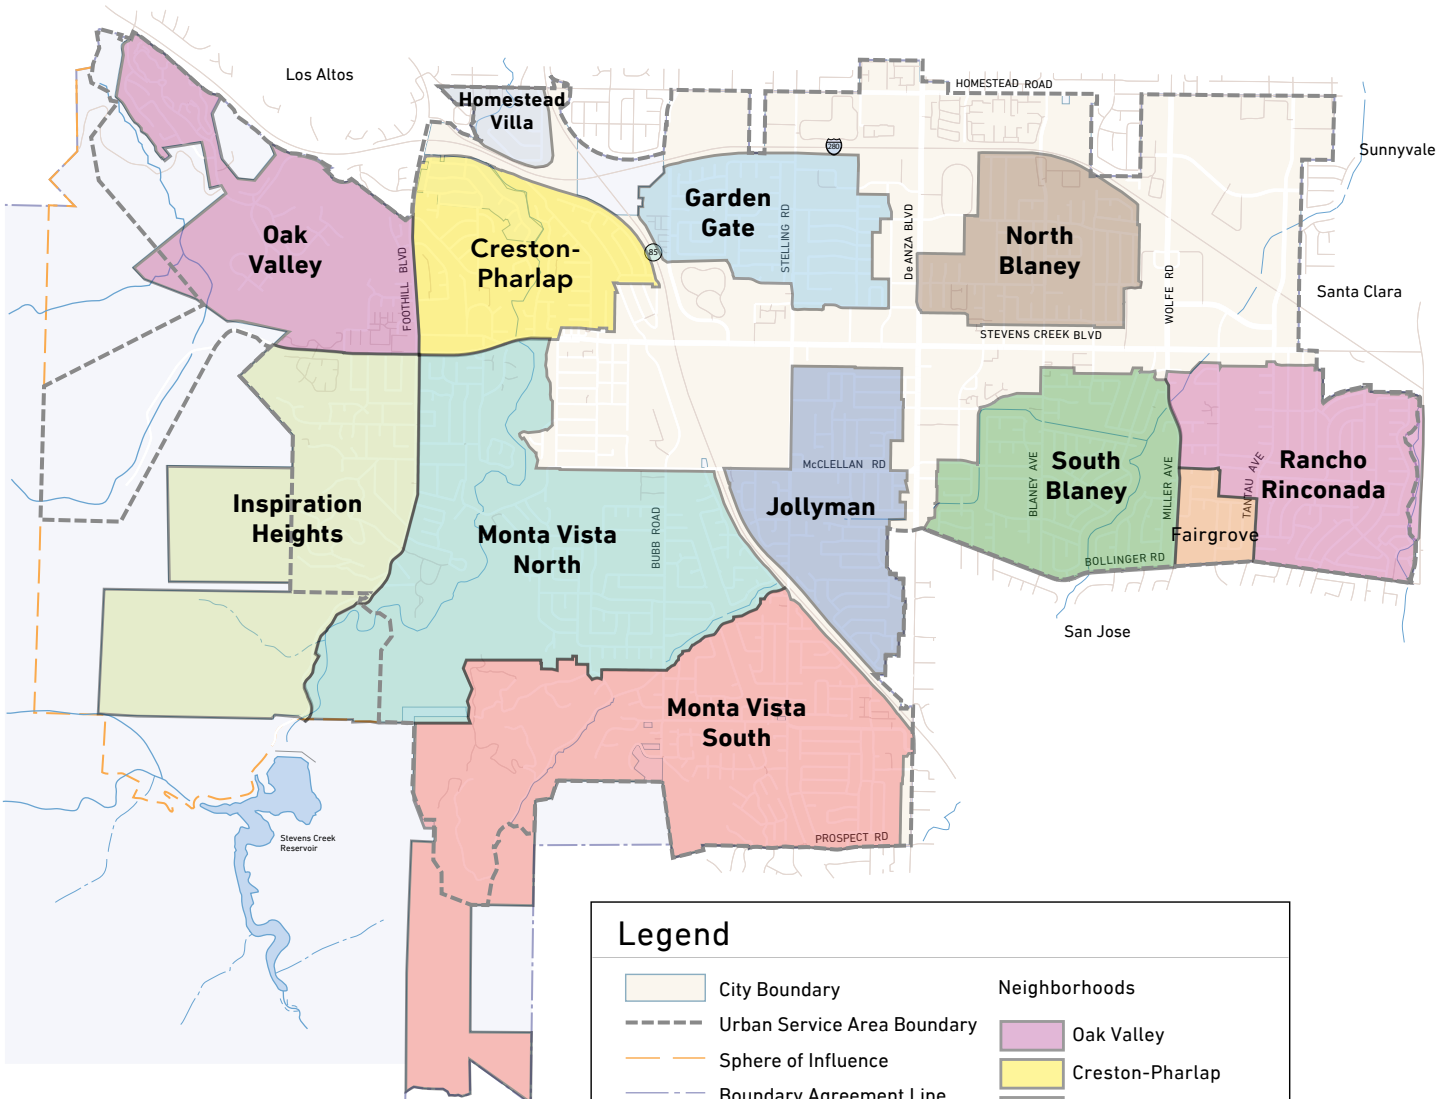 Los Altos
HOMESTEAD ROAD
Homestead
Villa
280
Sunnyvale
Garden
Gate
STELLING RD
DeANZA BLVD
Oak
Valley
FOOTHILL BLVD
Creston-
Pharlap
85
North
Blaney
WOLFE RD
Santa Clara
STEVENS CREEK BLVD
McCLELLAN RD
Jollyman
BLANEY AVE
South
Blaney
MILLER AVE
TANTAU AVE
Rancho
Rinconada
Fairgrove
BOLLINGER RD
Inspiration
Heights
Monta Vista
North
BUBB ROAD
San Jose
Monta Vista
South
PROSPECT RD
Stevens Creek
Reservoir
Legend
City Boundary
Urban Service Area Boundary
Sphere of Influence
Boundary Agreement Line
Neighborhoods
Oak Valley
Creston-Pharlap